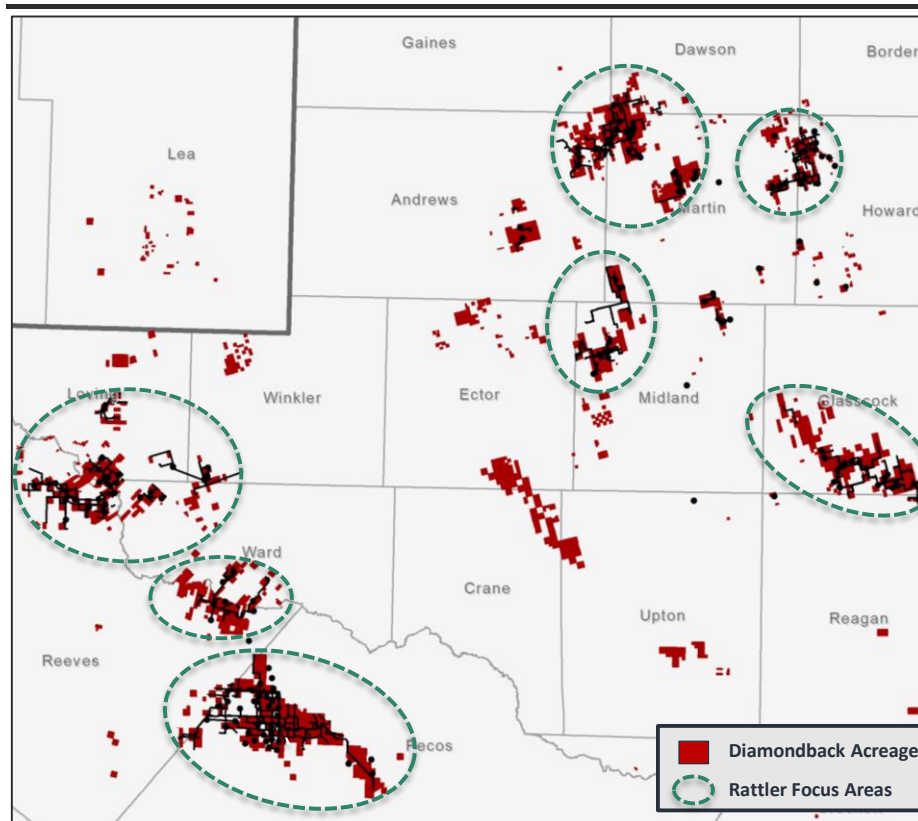 Gaines
Dawson
Borden
Lea
Andrews
Martin
Howard
Loving
Winkler
Ector
Midland
Glasscock
Ward
Crane
Upton
Reagan
Reeves
Pecos
Diamondback Acreage
Rattler Focus Areas